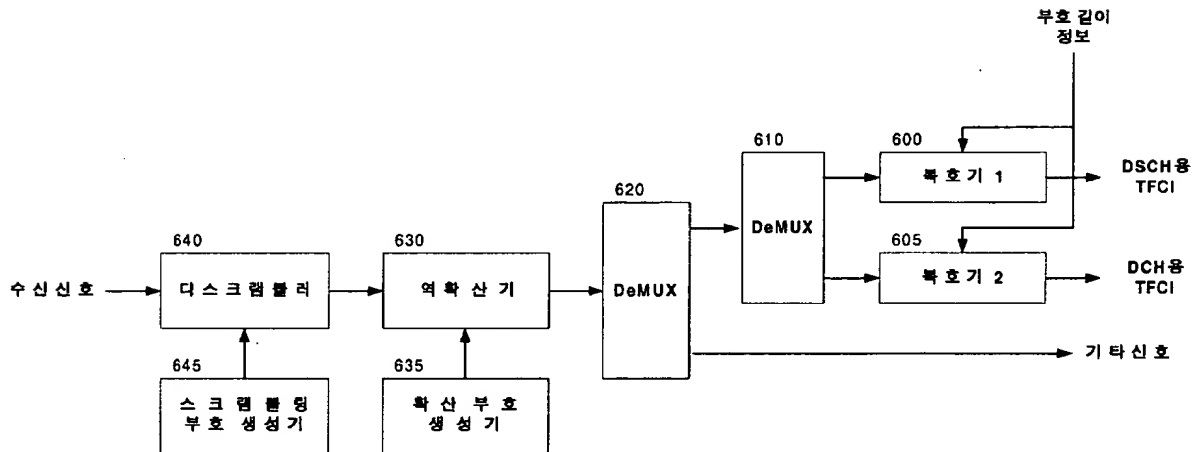 부호 길이
정보
610
600
복호기 1
DSCH용
TFCI
620
DeMUX
640
630
605
복호기 2
DCH용
TFCI
수신신호
디스크램블러
역확산기
DeMUX
기타신호
645
635
스크램블링
부호 생성기
확산부호
생성기